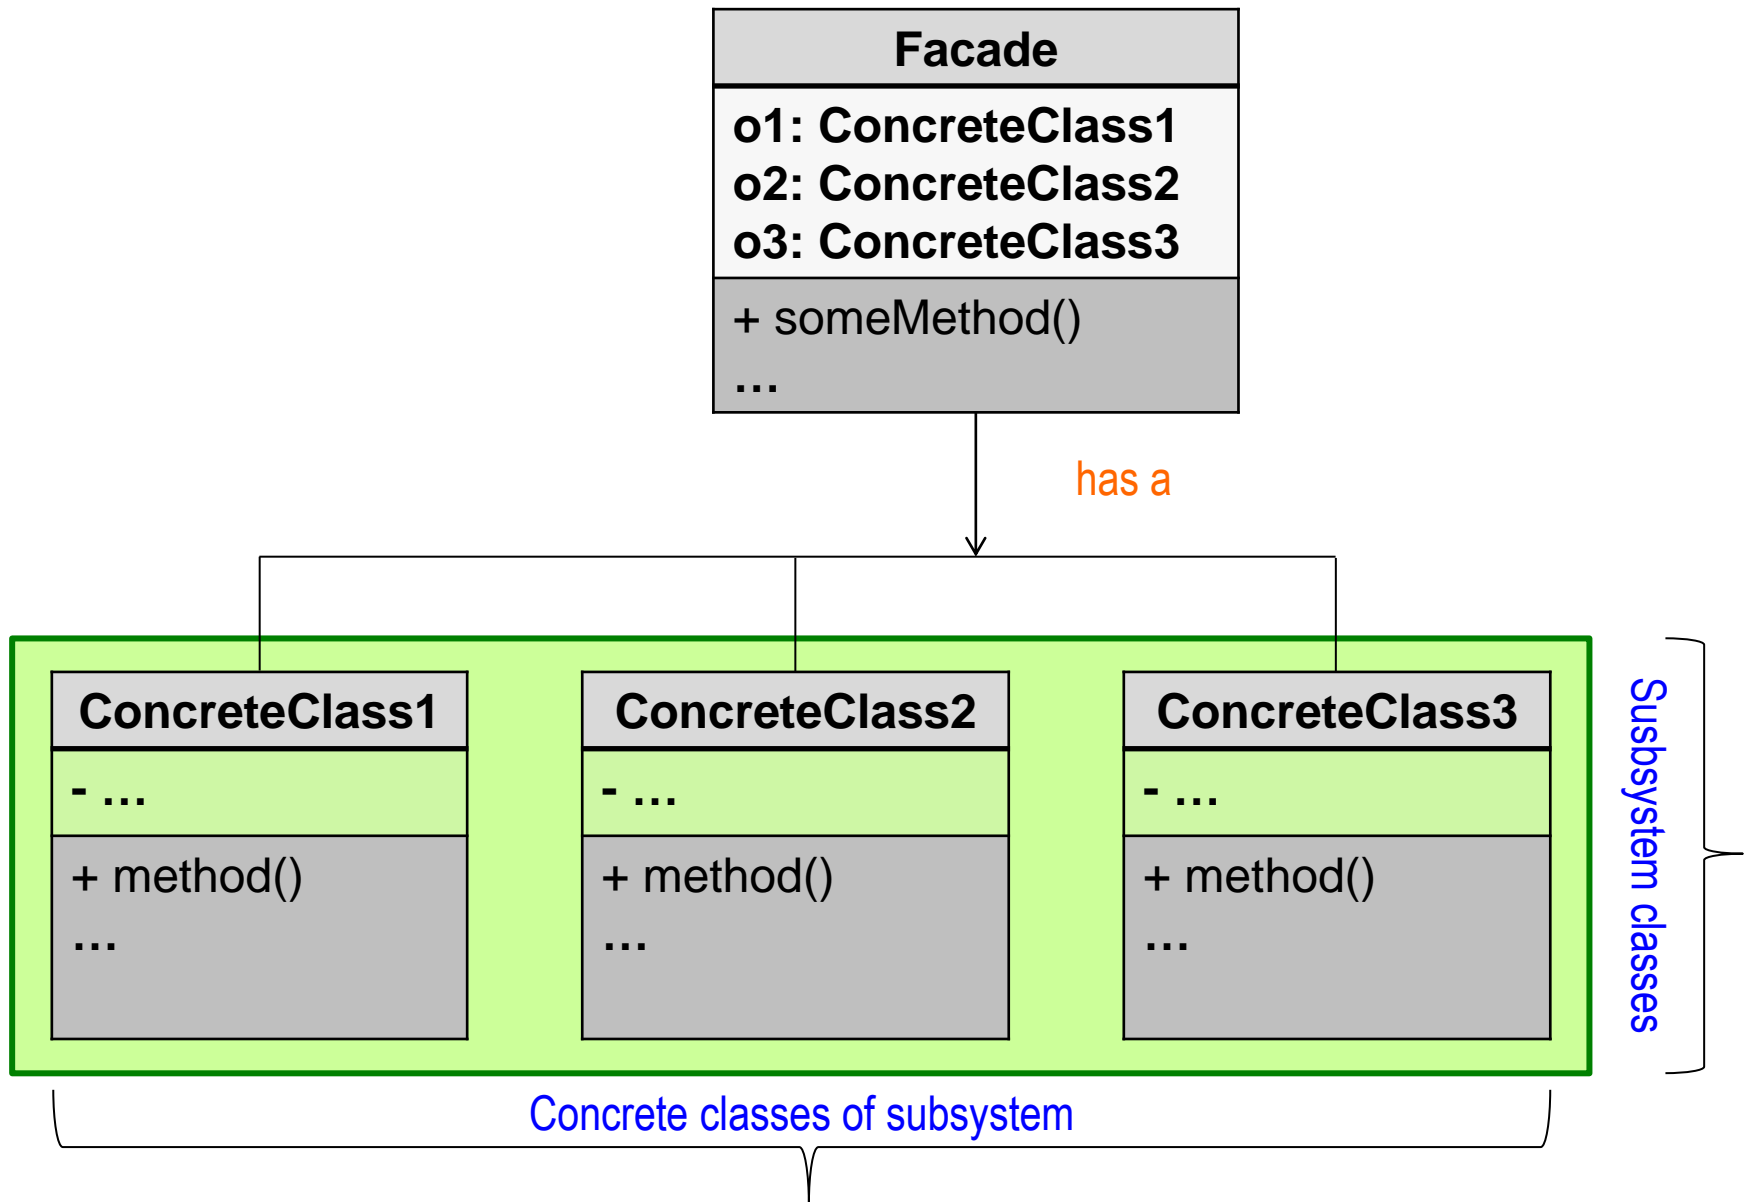 Facade
o1: ConcreteClass1
o2: ConcreteClass2
o3: ConcreteClass3
+ someMethod()
…
has a
ConcreteClass1
- …
+ method()
…
ConcreteClass2
- …
+ method()
…
ConcreteClass3
- …
+ method()
…
Susbsystem classes
Concrete classes of subsystem